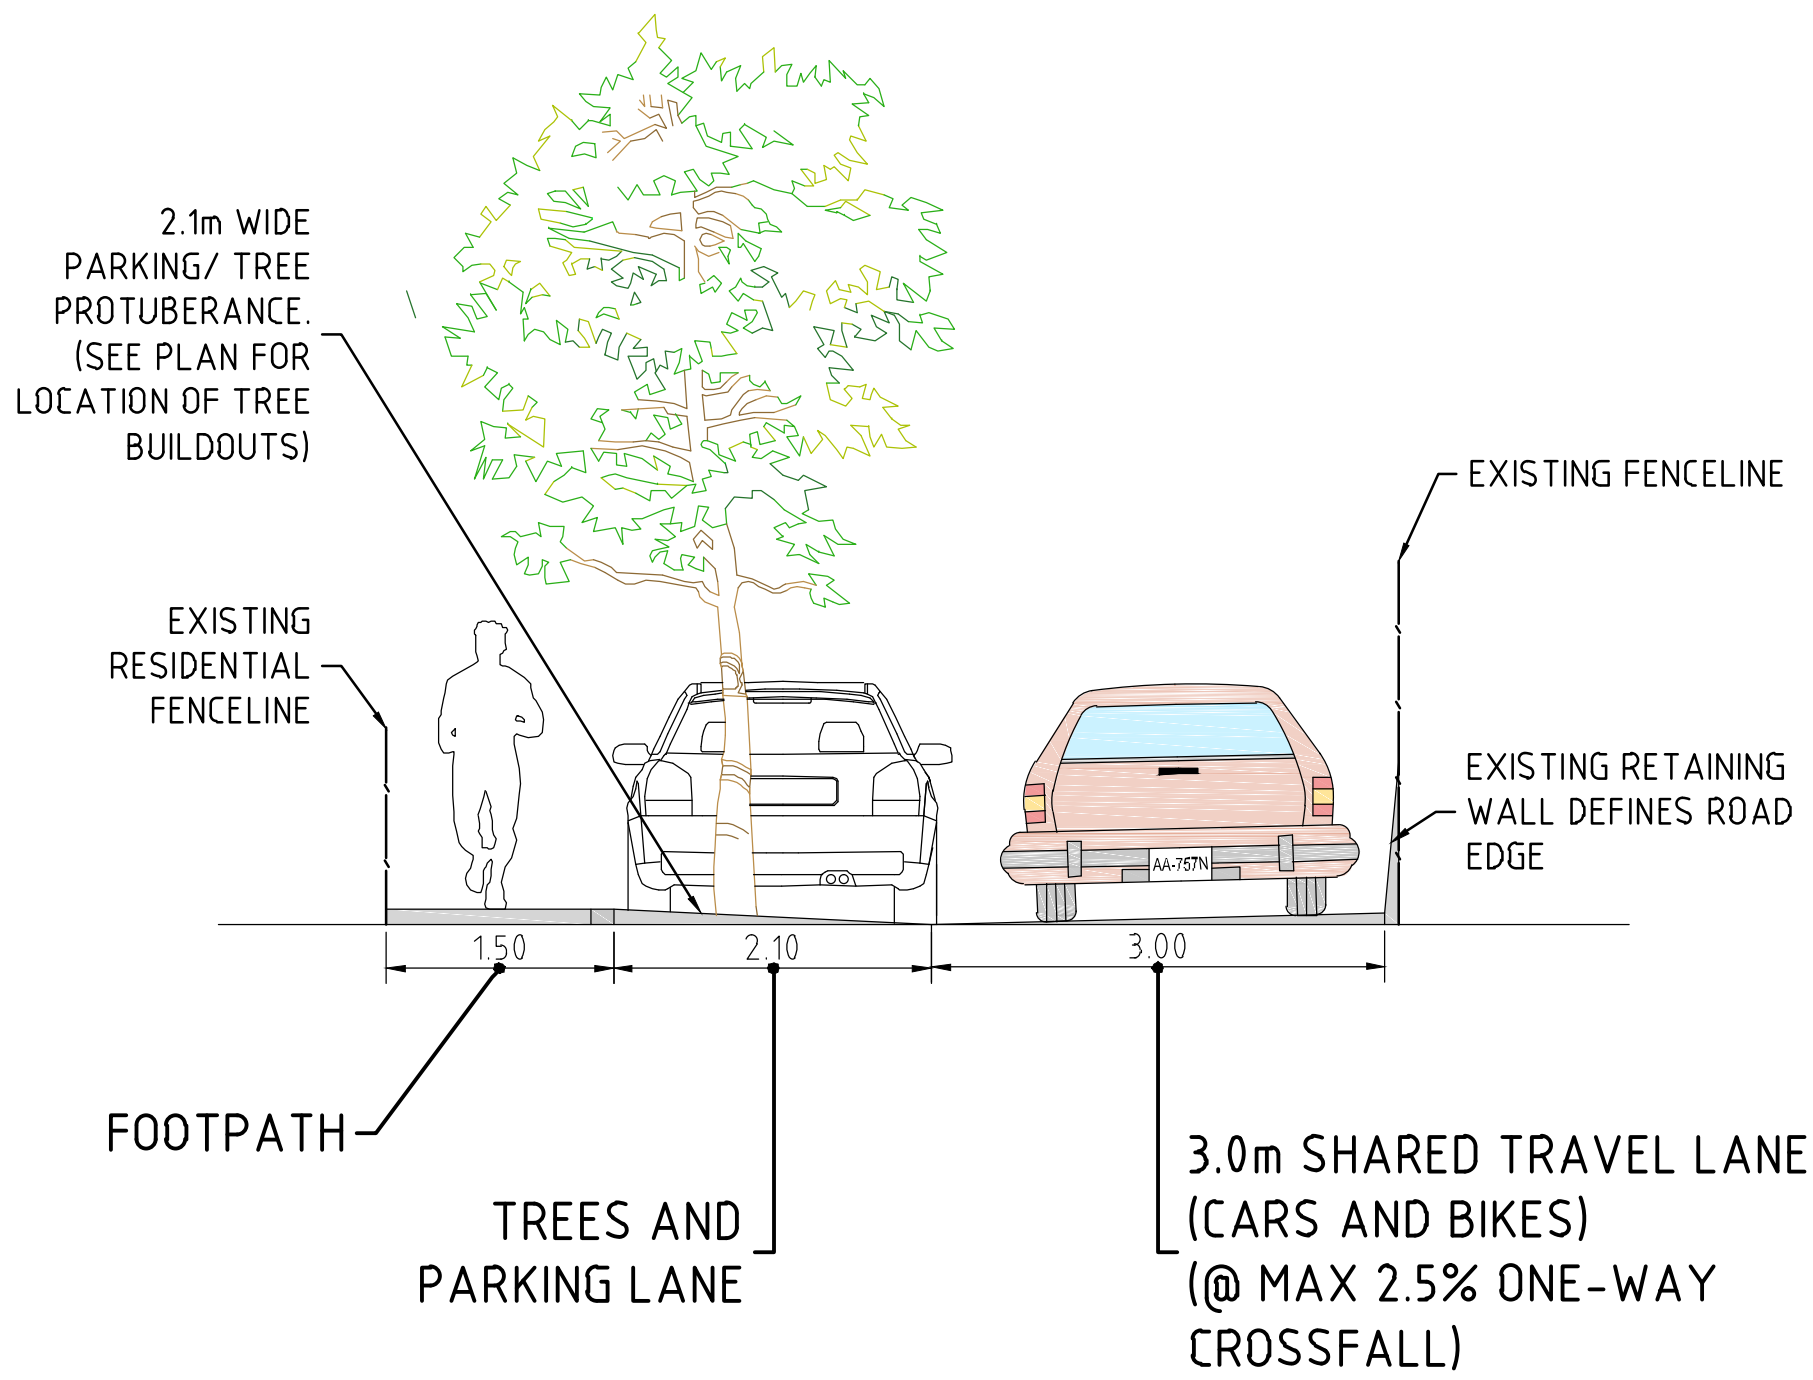 2.1m WIDE
PARKING/ TREE
PROTUBERANCE.
(SEE PLAN FOR
LOCATION OF TREE
BUILDOUTS)
EXISTING FENCELINE
EXISTING
RESIDENTIAL
FENCELINE
EXISTING RETAINING
WALL DEFINES ROAD
EDGE
AA-757N
1.50
2.10
3.00
FOOTPATH
TREES AND
PARKING LANE
3.0m SHARED TRAVEL LANE
(CARS AND BIKES)
(@ MAX 2.5% ONE-WAY
CROSSFALL)